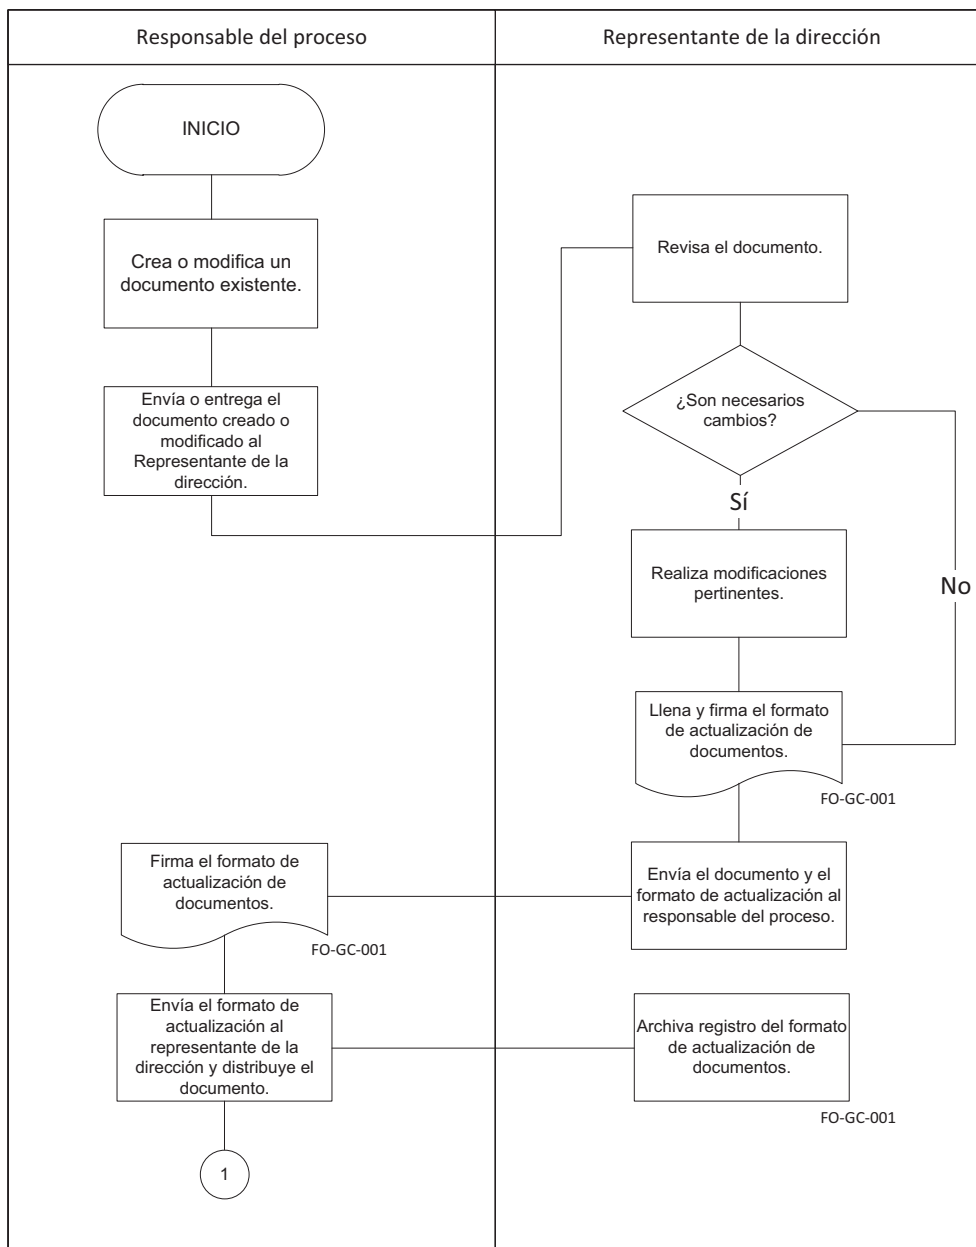 Responsable del proceso
Representante de la dirección
INICIO
Crea o modifica un
documento existente.
Envía o entrega el
documento creado o
modificado al
Representante de la
dirección.
Revisa el documento.
¿Son necesarios
cambios?
Sí
No
Realiza modificaciones
pertinentes.
Llena y firma el formato
de actualización de
documentos.
FO-GC-001
Envía el documento y el
formato de actualización al
responsable del proceso.
Firma el formato de
actualización de
documentos.
FO-GC-001
Envía el formato de
actualización al
representante de la
dirección y distribuye el
documento.
Archiva registro del formato
de actualización de
documentos.
FO-GC-001
1